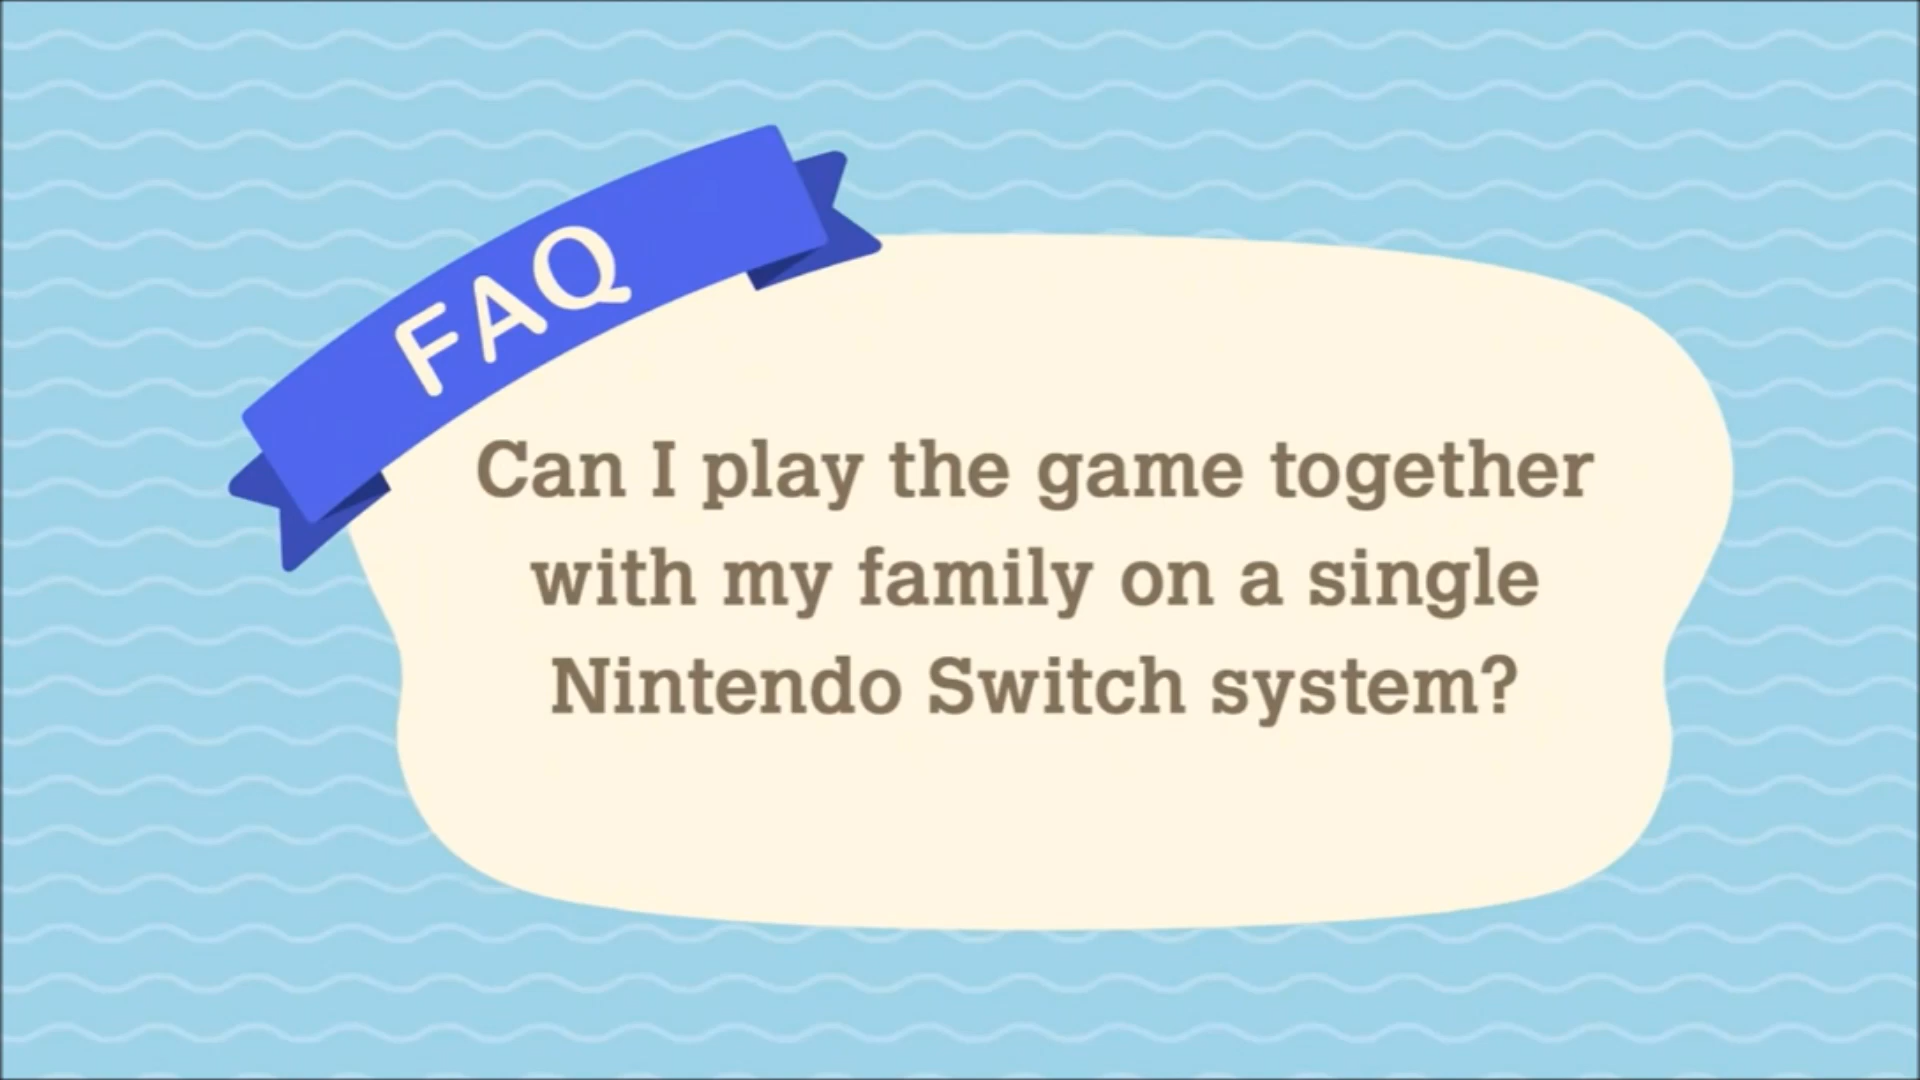 FAQ
Can I play the game together
with my family on a single
Nintendo Switch system?